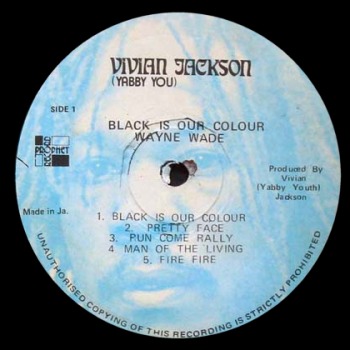 VIVIAN JACKSON
(YABBY YOU)
SIDE 1
BLACK IS OUR COLOUR
WAYNE WADE
PROPHET
Produced By
Vivian
(Yabby Youth)
Jackson
Made in Ja.
1. BLACK IS OUR COLOUR
2. PRETTY FACE
3. PUN COME RALLY
4 MAN OF THE LIVING
5. FIRE FIRE
UNAUTHORISED COPYING OF THIS RECORDING IS STRICTLY PROHIBITED